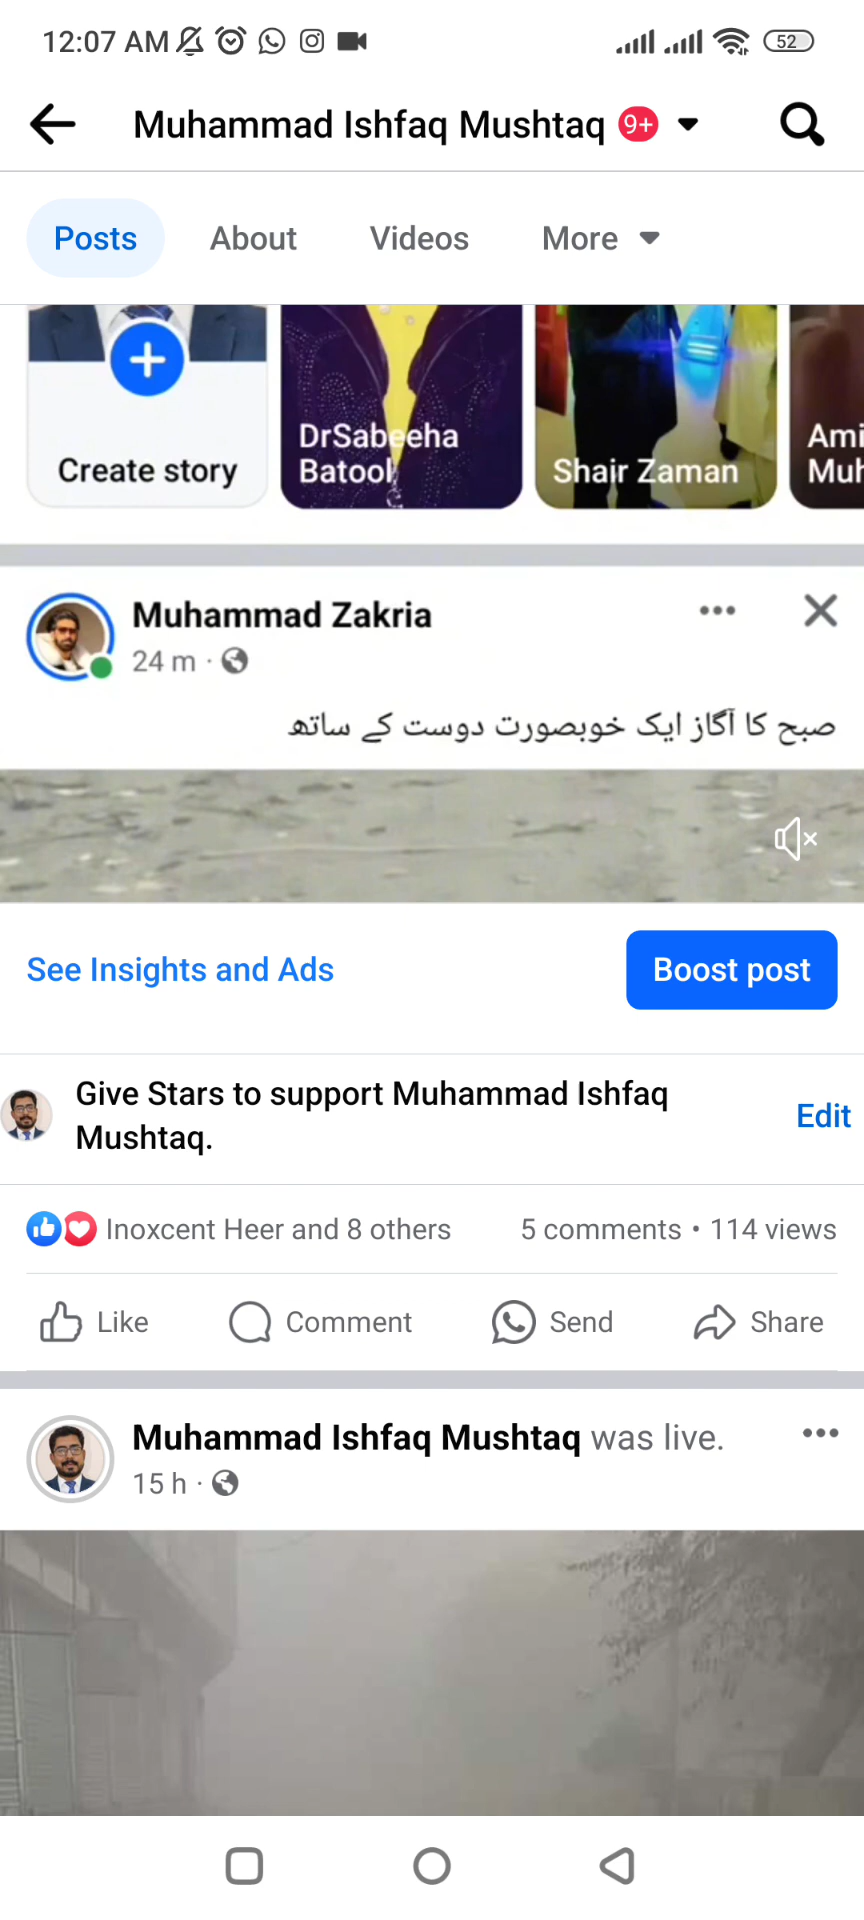 12:07 AM 52
Muhammad Ishfaq Mushtaq 9+
Posts About Videos More
Create story
DrSabeeha
Batool
Shair Zaman
Ami
Muh
Muhammad Zakria
24 m ·
صبح کا آگاز ایک خوبصورت دوست کے ساتھ
See Insights and Ads
Boost post
Give Stars to support Muhammad Ishfaq
Mushtaq.
Edit
Inoxcent Heer and 8 others 5 comments • 114 views
Like Comment Send Share
Muhammad Ishfaq Mushtaq was live.
15 h ·